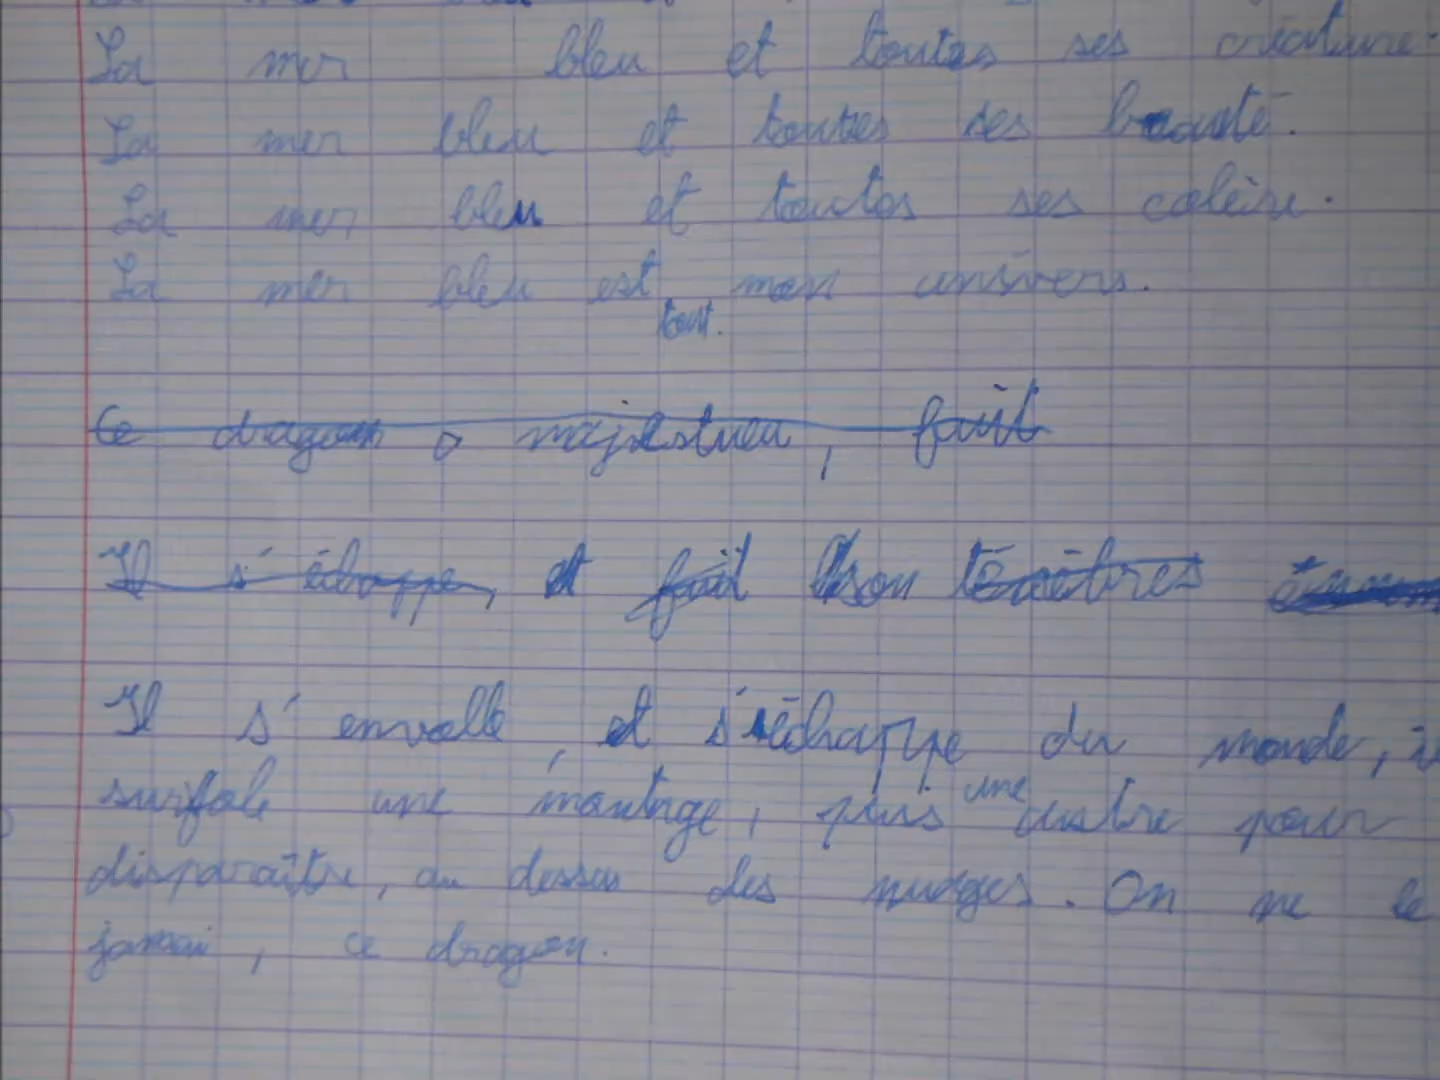 La mer bleu et toutes ses créature.
La mer bleu et toutes ses beauté.
La mer bleu et toutes ses colère.
La mer bleu est mon univers.
tout.
Ce dragon majestueu, fait
Il s'échappe, et fait son ténèbres
Il s'envolle, et s'échappe du monde,
survole une montage, puis une autre pour
disparaître, au dessus des nuages. On ne le
jamai, ce dragon.